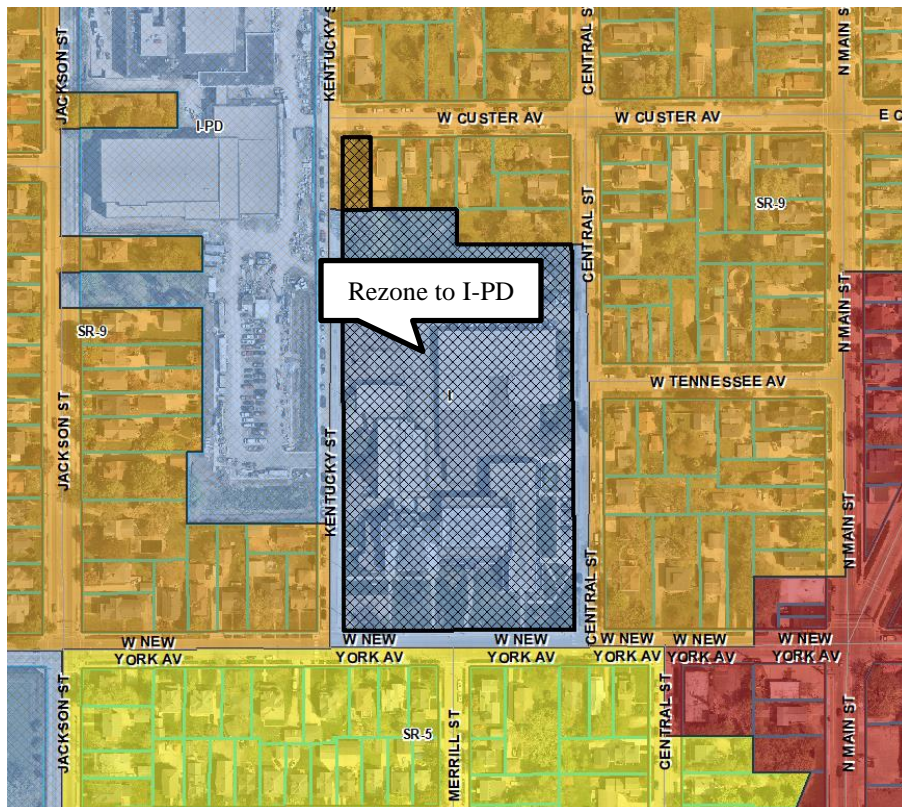 JACKSON ST
KENTUCKY S
CENTRAL ST
N MAIN S
W CUSTER AV
W CUSTER AV
E C
I-PD
SR-9
CENTRAL ST
Rezone to I-PD
N MAIN ST
SR-9
W TENNESSEE AV
I
JACKSON ST
KENTUCKY ST
N MAIN ST
CENTRAL ST
W NEW
YORK AV
W NEW
YORK AV
W NEW
YORK AV
W NEW
YORK AV
W NEW
YORK AV
W NEW
YORK AV
JACKSON ST
SR-5
MERRILL ST
CENTRAL ST
N MAIN ST